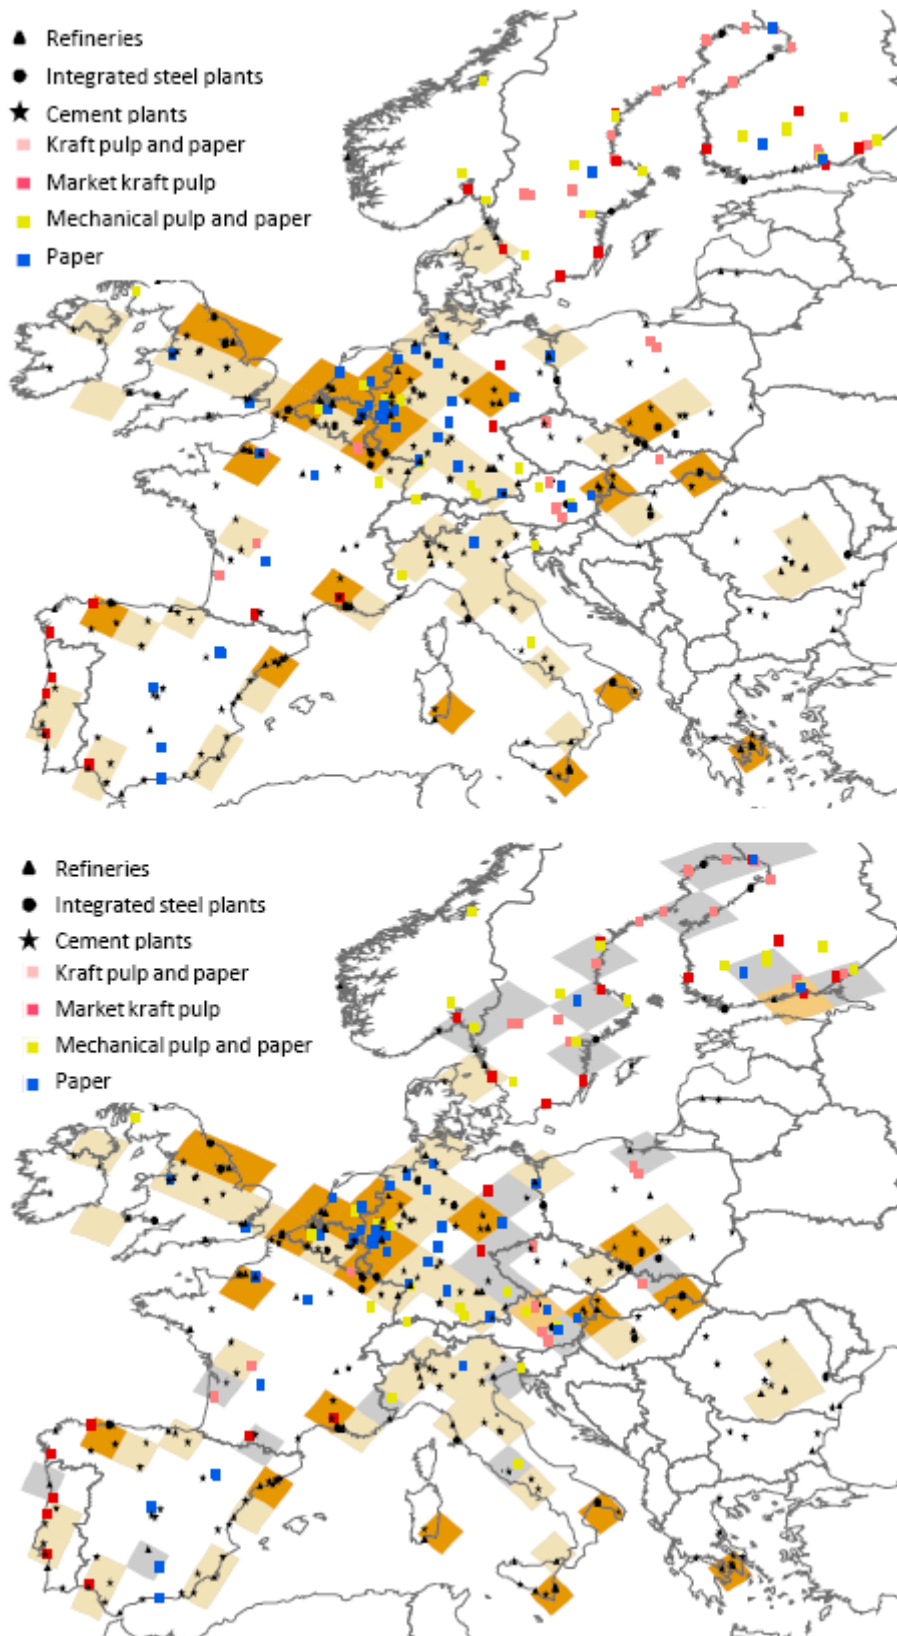 Refineries
Integrated steel plants
Cement plants
Kraft pulp and paper
Market kraft pulp
Mechanical pulp and paper
Paper
Refineries
Integrated steel plants
Cement plants
Kraft pulp and paper
Market kraft pulp
Mechanical pulp and paper
Paper